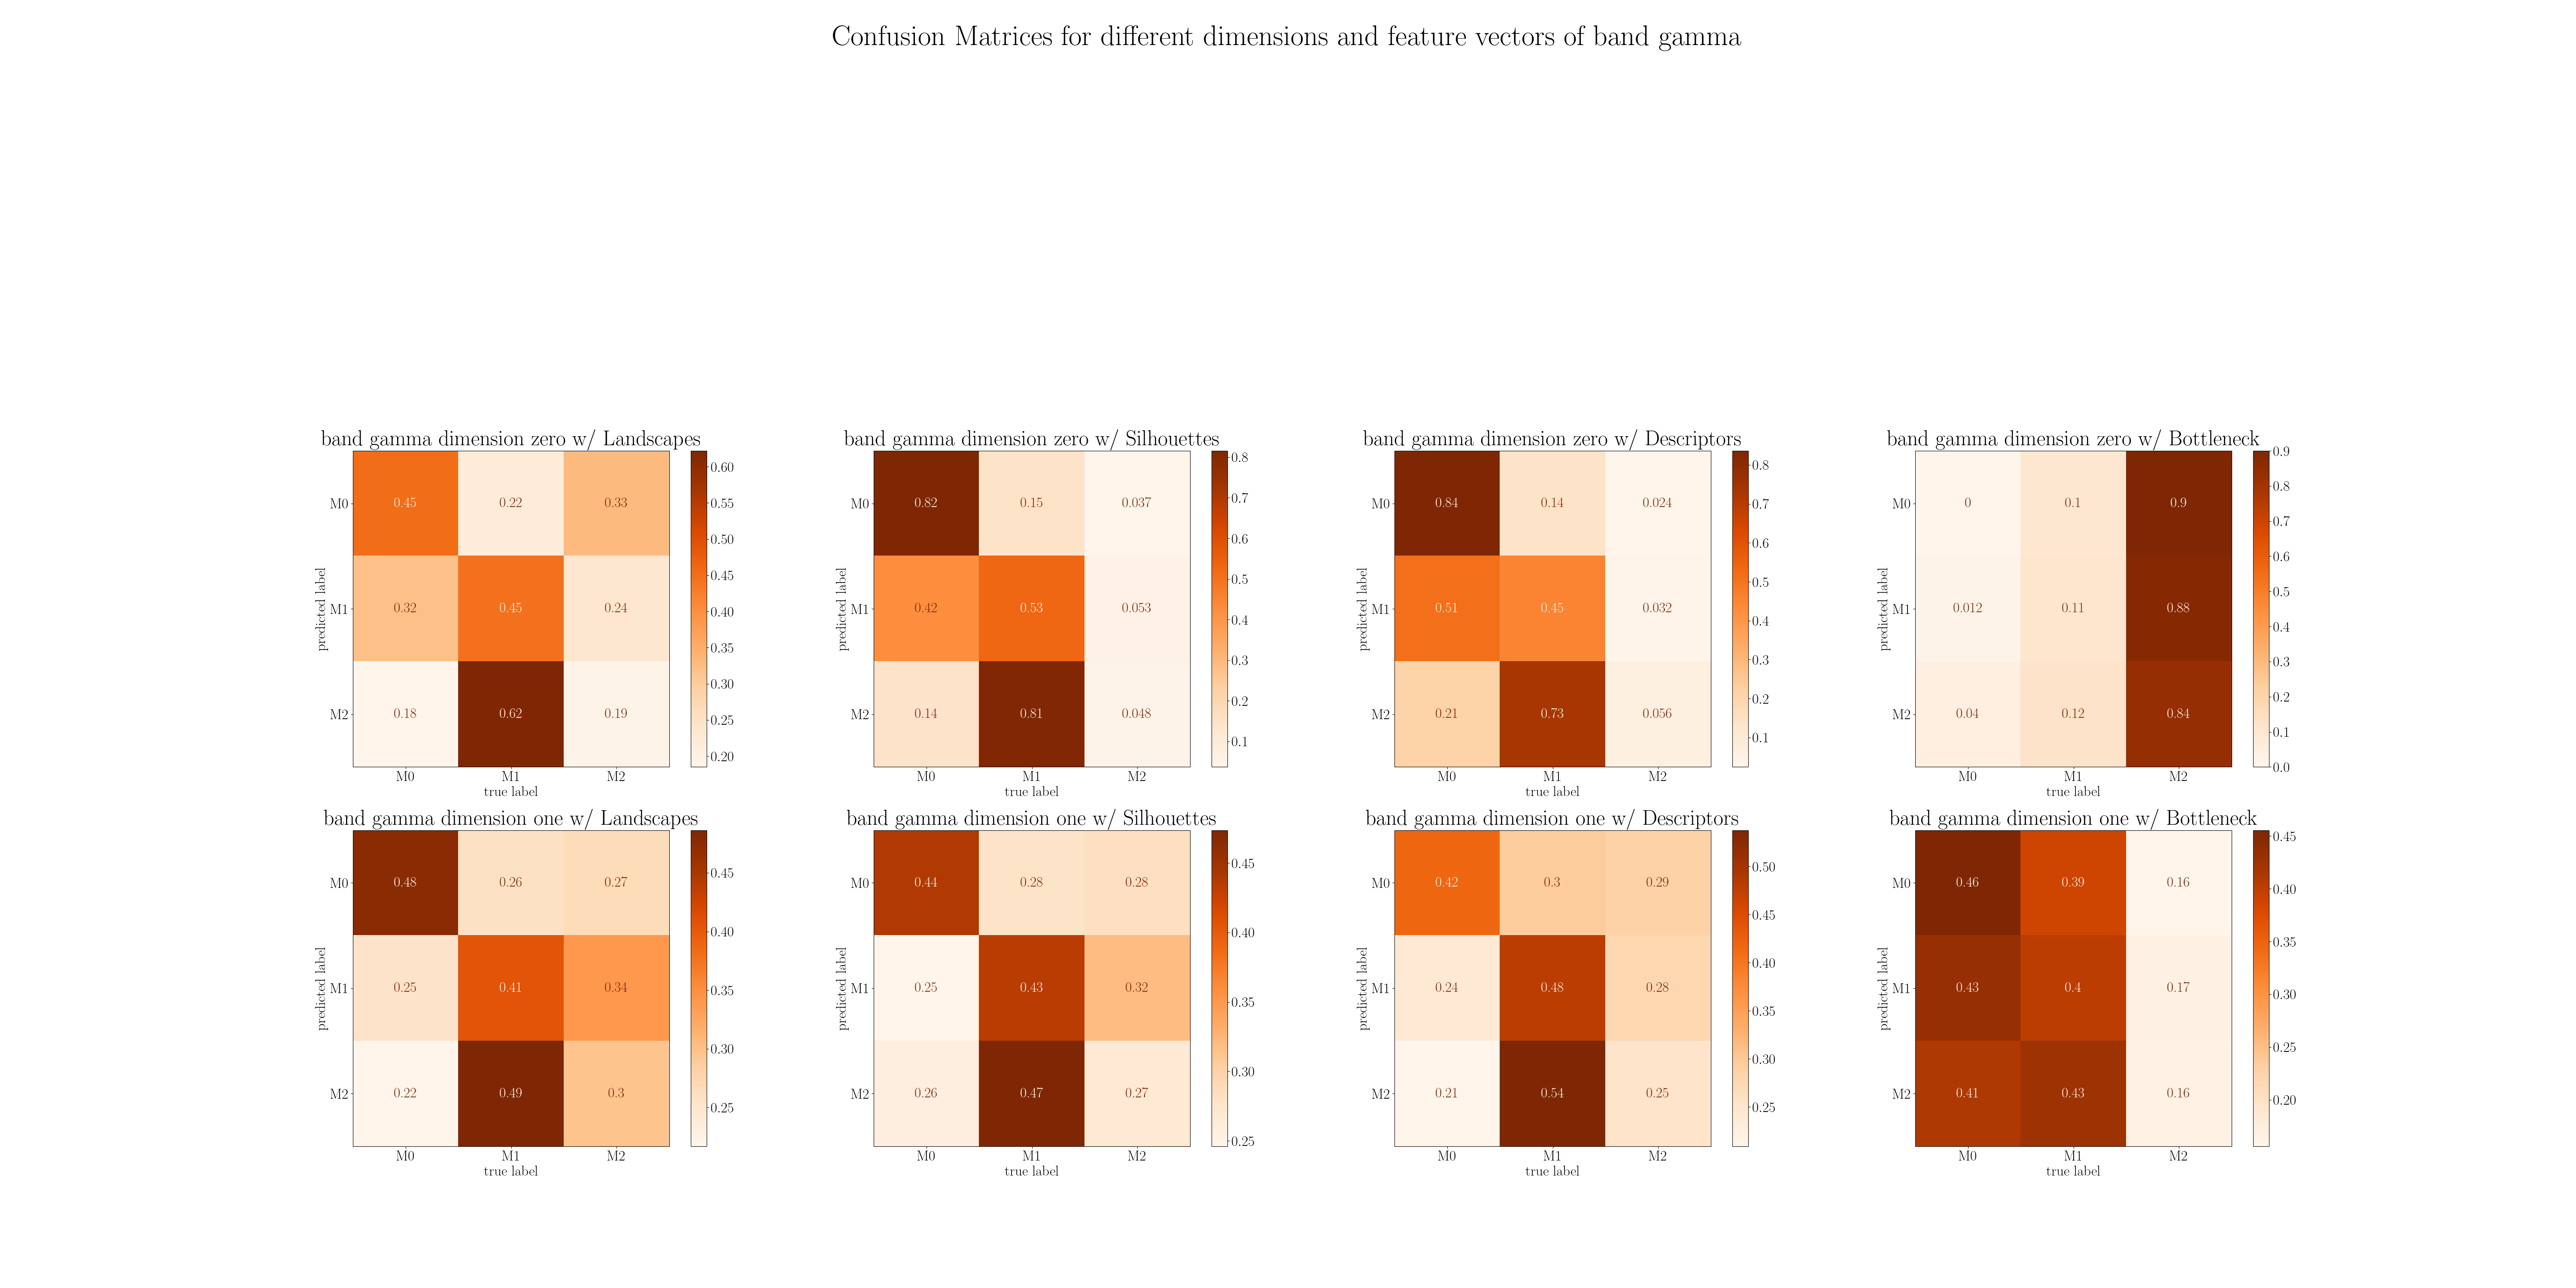 Confusion Matrices for different dimensions and feature vectors of band gamma
band gamma dimension zero w/ Landscapes
M0 0.45 0.22 0.33
M1 0.32 0.45 0.24
M2 0.18 0.62 0.19
M0 M1 M2
true label
predicted label
0.60
0.55
0.50
0.45
0.40
0.35
0.30
0.25
0.20
band gamma dimension zero w/ Silhouettes
M0 0.82 0.15 0.037
M1 0.42 0.53 0.053
M2 0.14 0.81 0.048
M0 M1 M2
true label
predicted label
0.8
0.7
0.6
0.5
0.4
0.3
0.2
0.1
band gamma dimension zero w/ Descriptors
M0 0.84 0.14 0.024
M1 0.51 0.45 0.032
M2 0.21 0.73 0.056
M0 M1 M2
true label
predicted label
0.8
0.7
0.6
0.5
0.4
0.3
0.2
0.1
band gamma dimension zero w/ Bottleneck
M0 0 0.1 0.9
M1 0.012 0.11 0.88
M2 0.04 0.12 0.84
M0 M1 M2
true label
predicted label
0.9
0.8
0.7
0.6
0.5
0.4
0.3
0.2
0.1
0.0
band gamma dimension one w/ Landscapes
M0 0.48 0.26 0.27
M1 0.25 0.41 0.34
M2 0.22 0.49 0.3
M0 M1 M2
true label
predicted label
0.45
0.40
0.35
0.30
0.25
band gamma dimension one w/ Silhouettes
M0 0.44 0.28 0.28
M1 0.25 0.43 0.32
M2 0.26 0.47 0.27
M0 M1 M2
true label
predicted label
0.45
0.40
0.35
0.30
0.25
band gamma dimension one w/ Descriptors
M0 0.42 0.3 0.29
M1 0.24 0.48 0.28
M2 0.21 0.54 0.25
M0 M1 M2
true label
predicted label
0.50
0.45
0.40
0.35
0.30
0.25
band gamma dimension one w/ Bottleneck
M0 0.46 0.39 0.16
M1 0.43 0.4 0.17
M2 0.41 0.43 0.16
M0 M1 M2
true label
predicted label
0.45
0.40
0.35
0.30
0.25
0.20